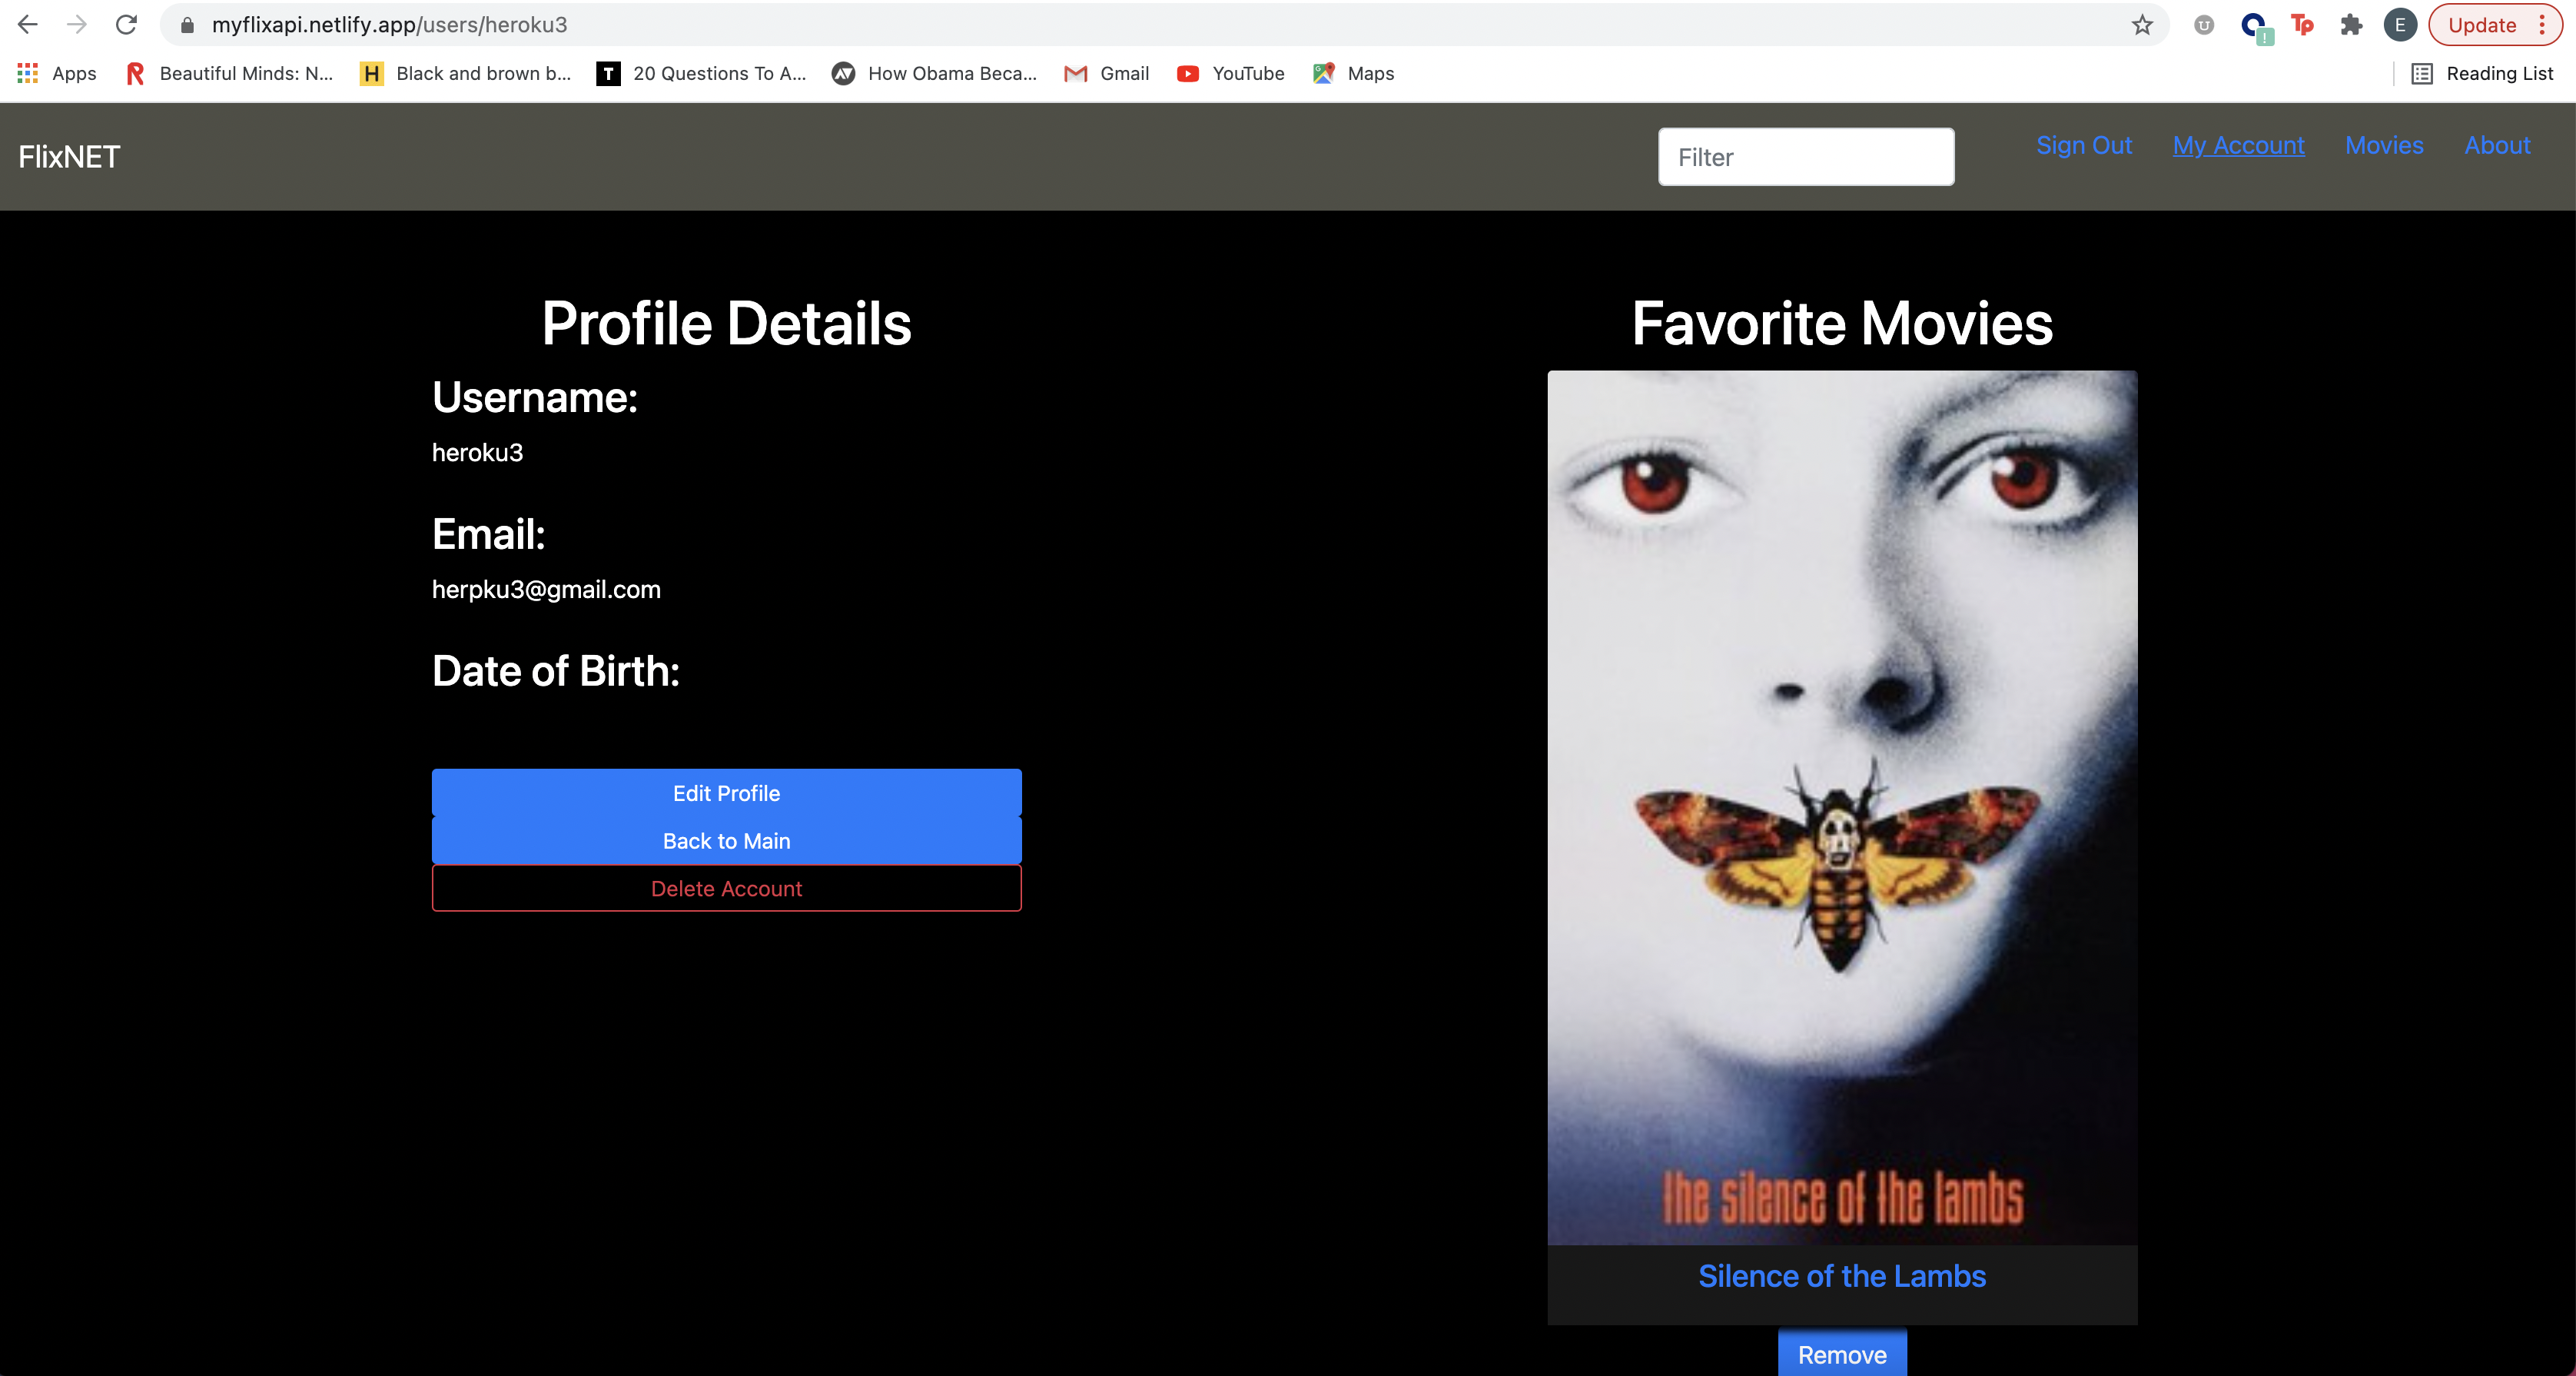 myflixapi.netlify.app/users/heroku3
E
Update
Apps
Beautiful Minds: N...
H
Black and brown b...
T
20 Questions To A...
How Obama Beca...
Gmail
YouTube
Maps
Reading List
FlixNET
Filter
Sign Out
My Account
Movies
About
Profile Details
Username:
heroku3
Email:
herpku3@gmail.com
Date of Birth:
Edit Profile
Back to Main
Delete Account
Favorite Movies
the silence of the lambs
Silence of the Lambs
Remove